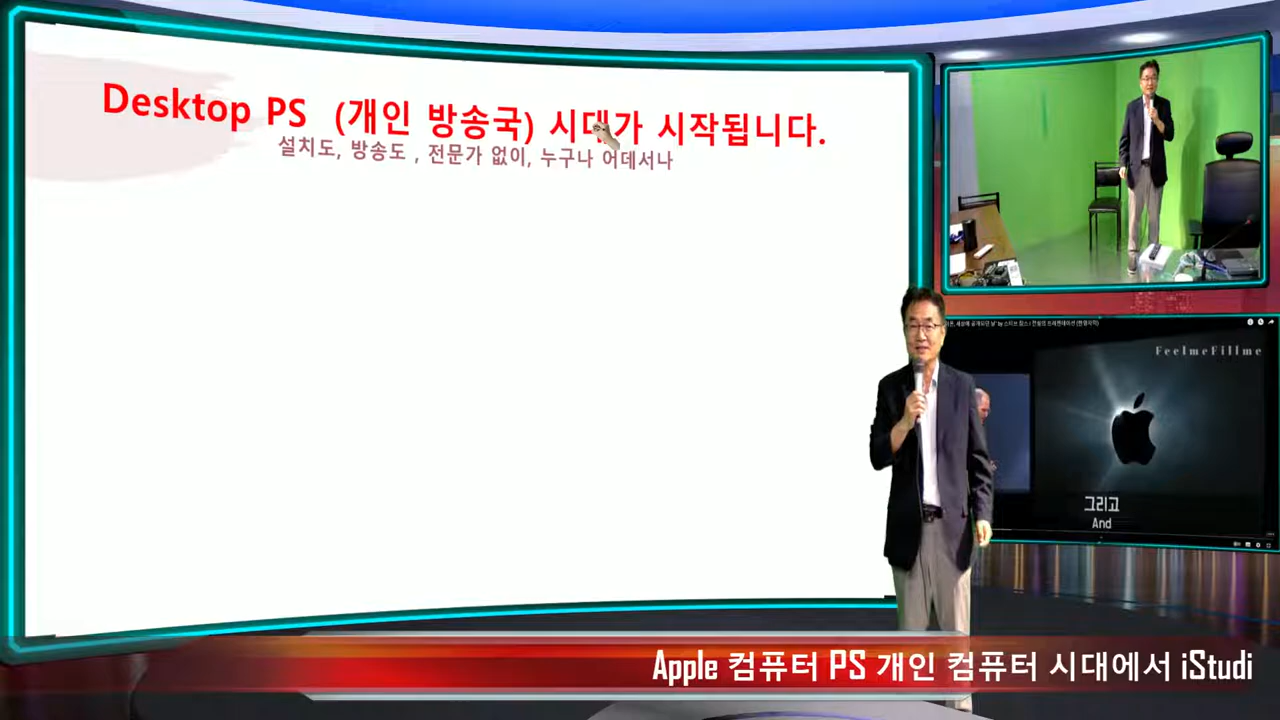 Desktop PS (개인 방송국) 시대가 시작됩니다.
설치도, 방송도 , 전문가 없이, 누구나 어데서나
FeelmeFillme
그리고
And
Apple 컴퓨터 PS 개인 컴퓨터 시대에서 iStudi